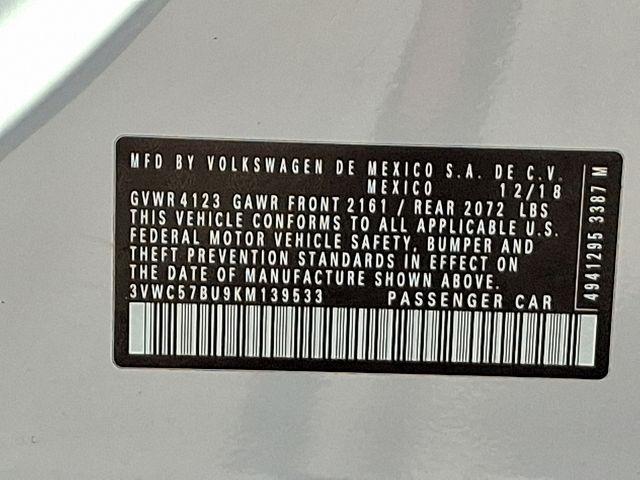 MFD BY VOLKSWAGEN DE MEXICO S.A. DE C.V.
MEXICO 12/18
GVWR 4123 GAWR FRONT 2161 / REAR 2072 LBS
THIS VEHICLE CONFORMS TO ALL APPLICABLE U.S.
FEDERAL MOTOR VEHICLE SAFETY, BUMPER AND
THEFT PREVENTION STANDARDS IN EFFECT ON
THE DATE OF MANUFACTURE SHOWN ABOVE.
3VWC57BU9KM139533 PASSENGER CAR
4941295 3387 M